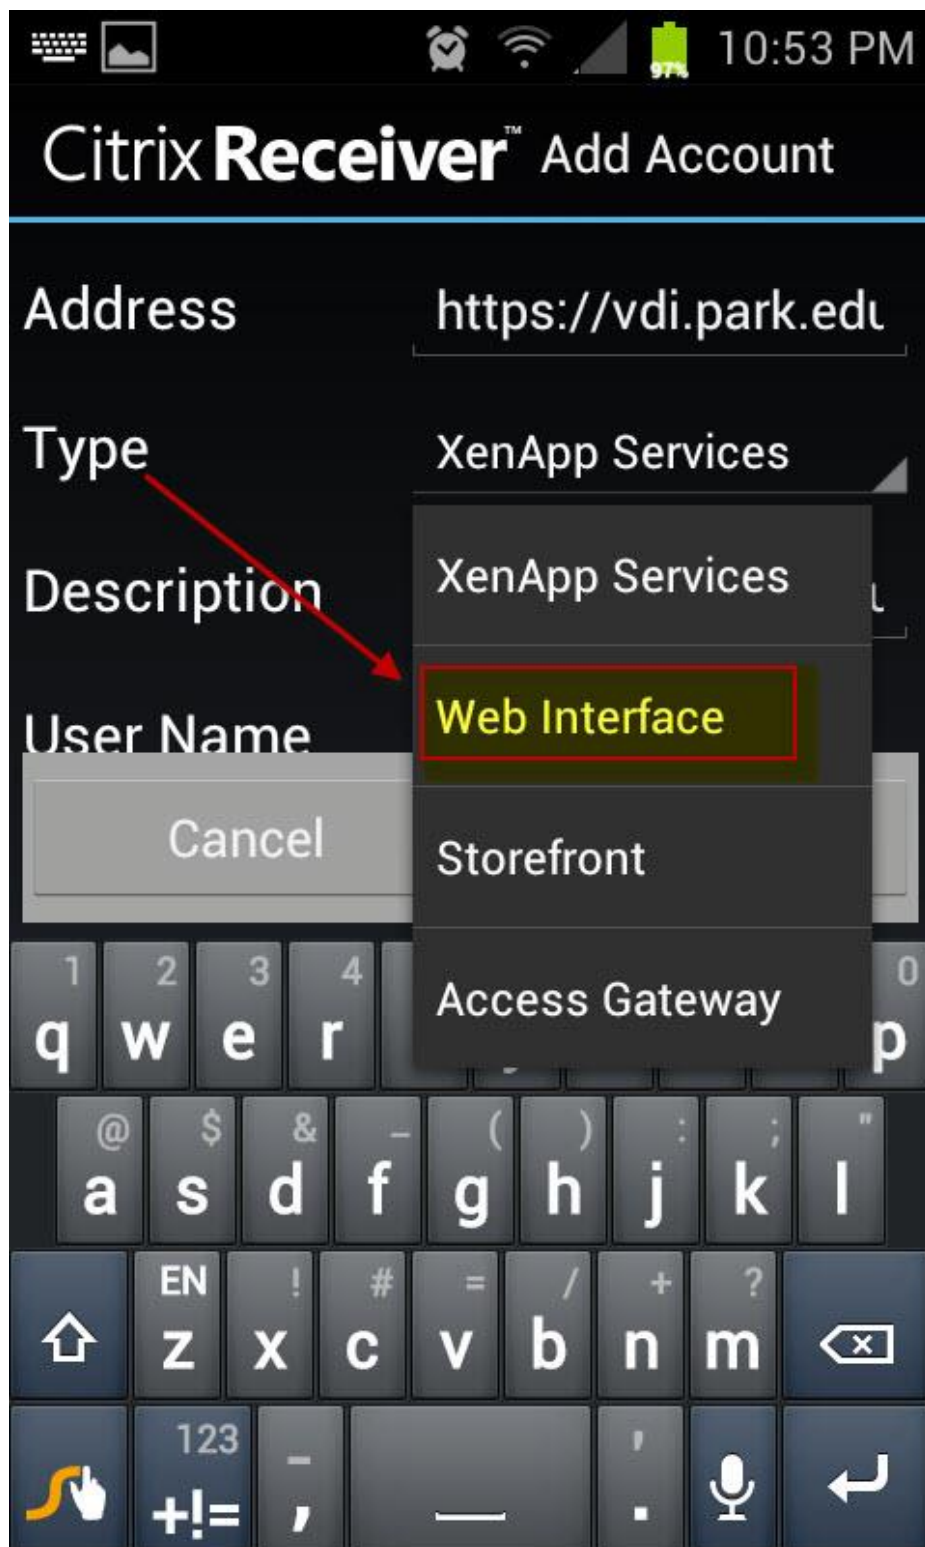 97%
10:53 PM
Citrix Receiver™ Add Account
Address https://vdi.park.edu
Type XenApp Services
XenApp Services
Description
Web Interface
User Name
Cancel
Storefront
Access Gateway
1 2 3 4 0
q w e r p
@ $ & _ ( ) : ; "
a s d f g h j k l
EN ! # = / + ?
z x c v b n m
123 - '
+!= , .